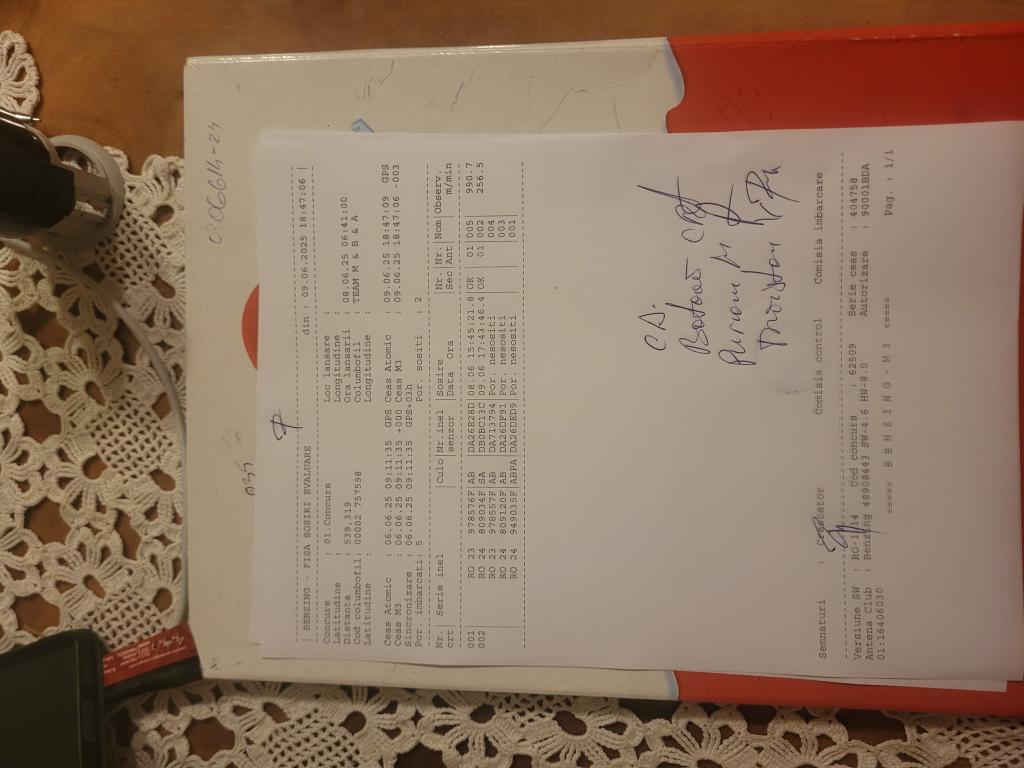 | BENZING - FISA SOSIRI EVALUARE din : 09.06.2025 18:47:06 |
Concurs : 01:Concurs Loc lansare :
Latitudine : Longitudine :
Distanta : 539,319 Ora lansarii : 08.06.25 06:41:00
Cod columbofil: 00002 757598 Columbofil : TEAM M & B & A
Latitudine : Longitudine :
Ceas Atomic : 06.06.25 09:11:35 GPS Ceas Atomic : 09.06.25 18:47:09 GPS
Ceas M3 : 06.06.25 09:11:35 +000 Ceas M3 : 09.06.25 18:47:06 -003
Sincronizare : 06.06.25 09:11:35 GPS+03h
Por. imbarcati: 5 Por. sositi : 2
Nr.| Serie inel |Culo|Nr.inel |Sosire |Nr.|Nr.|Nom|Observ.
crt | | |senzor |Data Ora |Sec|Ant| |m/min
001 RO 23 978576F AB DA26E28D|08.06 15:45:21.8|OK 01 005| 990.7
002 RO 24 809034F SA DB0BC13C|09.06 17:43:46.4|OK 01 002| 256.5
RO 23 978557F AB DA713794|Por. nesositi 004
RO 24 809120F AB DA26DF91|Por. nesositi 003
RO 24 949035F ABPA DA26DED9|Por. nesositi 001
Semnaturi : Crescator Comisia control Comisia imbarcare
Versiune SW : RO-1.14 Cod concurs : 62509 Serie ceas : 404758
Antena Club : Benzing 48908443 SW-4.6 HW-8.0 Autorizare : 90001BDA
01:16406030
=>=>> B E N Z I N G - M 3 <=<== Pag. : 1/1